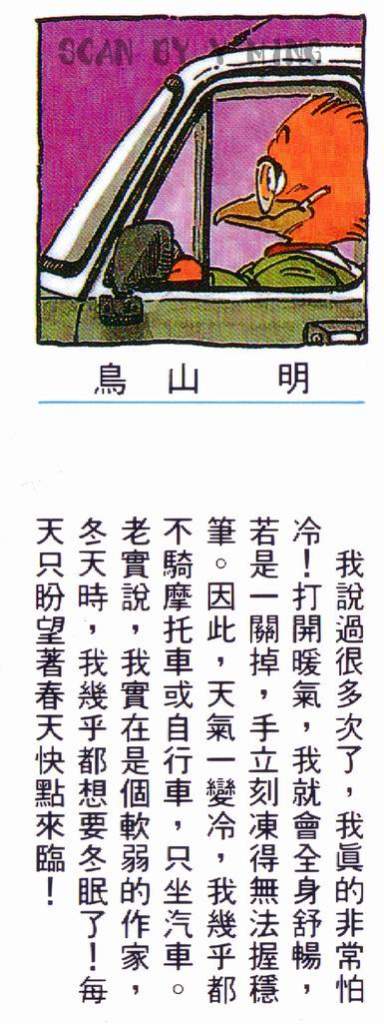 SCAN BY Y_NING
鳥山　明
我說過很多次了，我真的非常怕
冷！打開暖氣，我就會全身舒暢，
若是一關掉，手立刻凍得無法握穩
筆。因此，天氣一變冷，我幾乎都
不騎摩托車或自行車，只坐汽車。
老實說，我實在是個軟弱的作家，
冬天時，我幾乎都想要冬眠了！每
天只盼望著春天快點來臨！